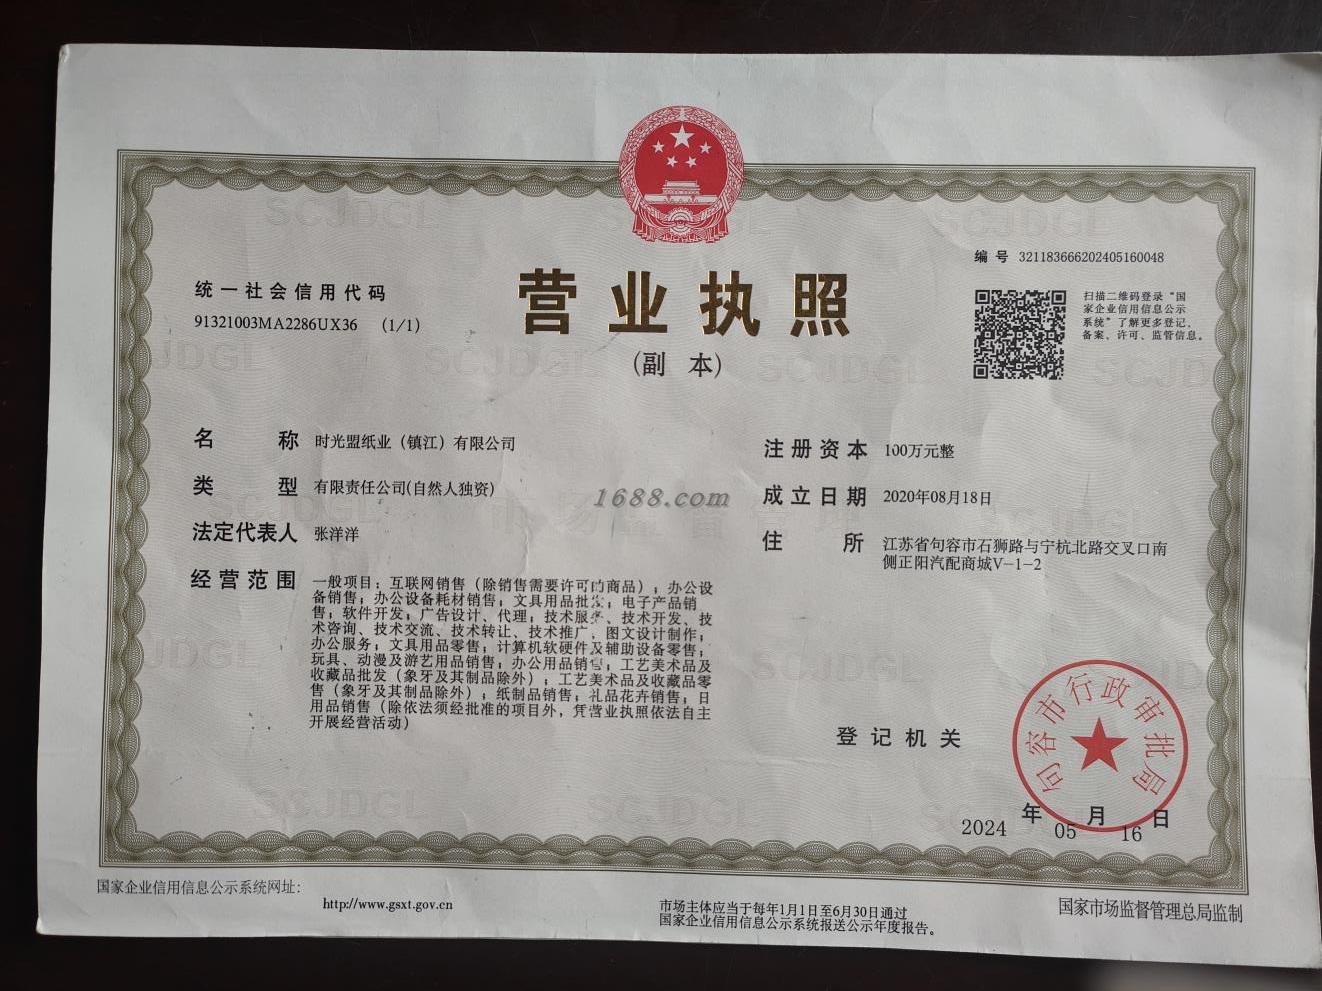 编号 321183666202405160048
统一社会信用代码
91321003MA2286UX36 (1/1)
营业执照
(副 本)
扫描二维码登录“国
家企业信用信息公示
系统”了解更多登记、
备案、许可、监管信息。
名 称 时光盟纸业（镇江）有限公司
类 型 有限责任公司(自然人独资)
法定代表人 张洋洋
经营范围 一般项目：互联网销售（除销售需要许可的商品）；办公设
备销售；办公设备耗材销售；文具用品批发；电子产品销
售；软件开发；广告设计、代理；技术服务、技术开发、技
术咨询、技术交流、技术转让、技术推广；图文设计制作；
办公服务；文具用品零售；计算机软硬件及辅助设备零售；
玩具、动漫及游艺用品销售；办公用品销售；工艺美术品及
收藏品批发（象牙及其制品除外）；工艺美术品及收藏品零
售（象牙及其制品除外）；纸制品销售；礼品花卉销售；日
用品销售（除依法须经批准的项目外，凭营业执照依法自主
开展经营活动）
注册资本 100万元整
成立日期 2020年08月18日
住 所 江苏省句容市石狮路与宁杭北路交叉口南
侧正阳汽配商城V-1-2
1688.com
登记机关
句容市行政审批局
2024 年 05 月 16 日
国家企业信用信息公示系统网址：
http://www.gsxt.gov.cn
市场主体应当于每年1月1日至6月30日通过
国家企业信用信息公示系统报送公示年度报告。
国家市场监督管理总局监制